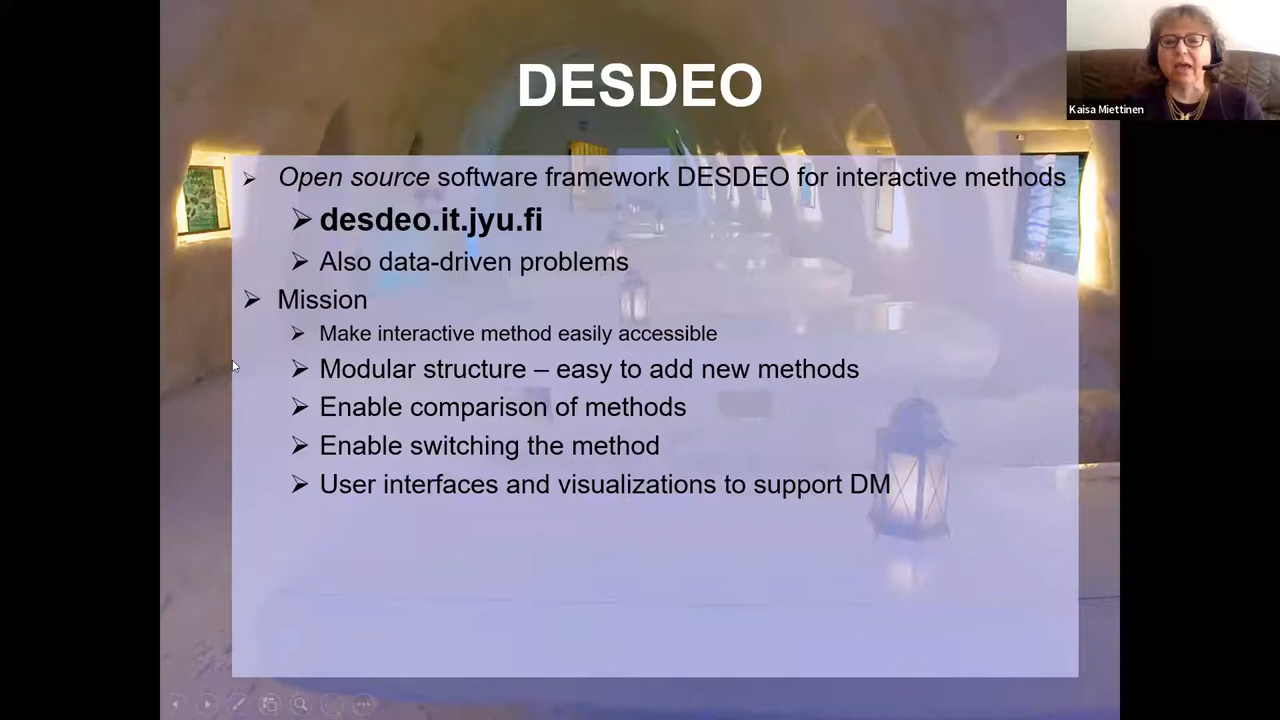 DESDEO
Kaisa Miettinen
Open source software framework DESDEO for interactive methods
desdeo.it.jyu.fi
Also data-driven problems
Mission
Make interactive method easily accessible
Modular structure – easy to add new methods
Enable comparison of methods
Enable switching the method
User interfaces and visualizations to support DM